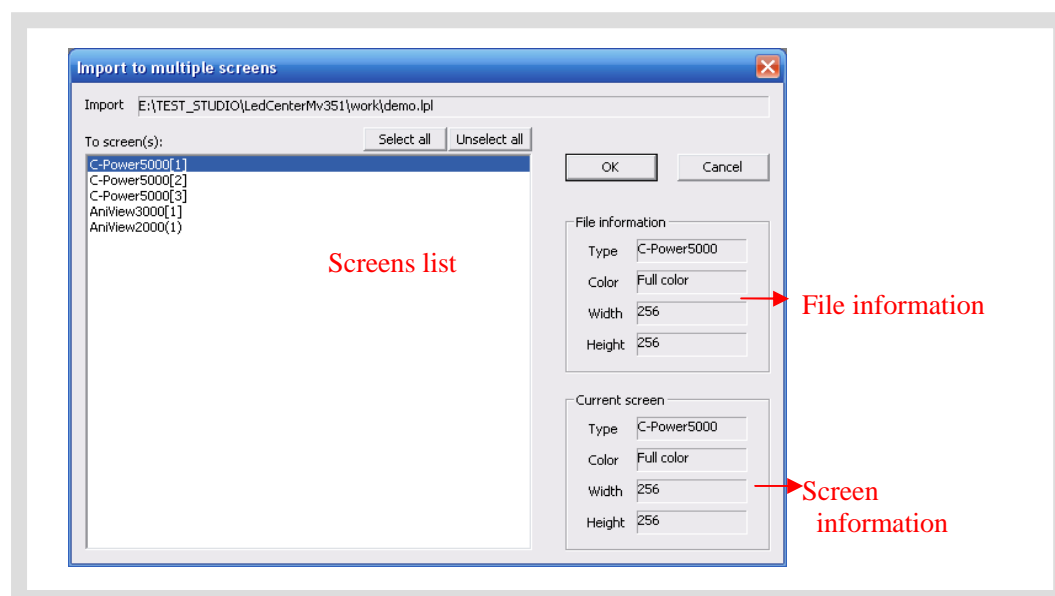 Import to multiple screens
Import E:\TEST_STUDIO\LedCenterMv351\work\demo.lpl
To screen(s): Select all Unselect all
C-Power5000[1]
C-Power5000[2]
C-Power5000[3]
AniView3000[1]
AniView2000(1)
Screens list
OK Cancel
File information
Type C-Power5000
Color Full color
Width 256
Height 256
File information
Current screen
Type C-Power5000
Color Full color
Width 256
Height 256
Screen
information